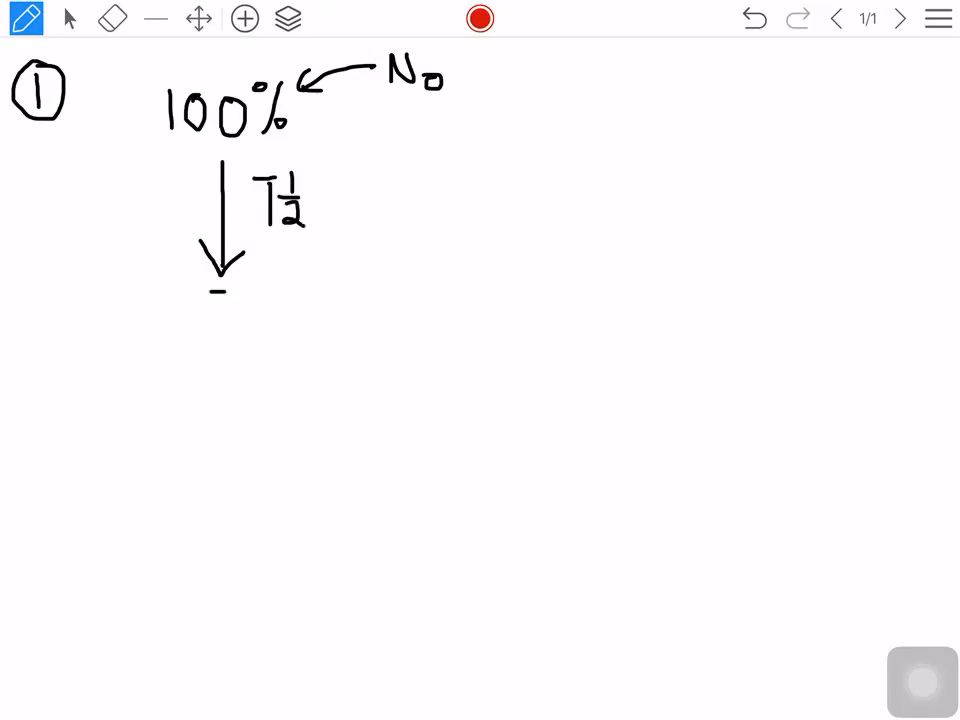 1/1
① 100% ← N₀
↓ T½
-